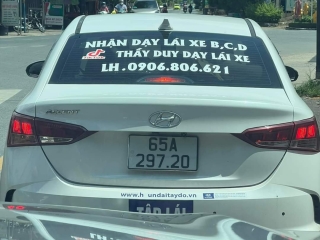 NHẬN DẠY LÁI XE B,C,D
THẦY DUY DẠY LÁI XE
LH.0906.806.621
ACCENT
65A
297.20
www.hyundaitaydo.vn
TẬP LÁI